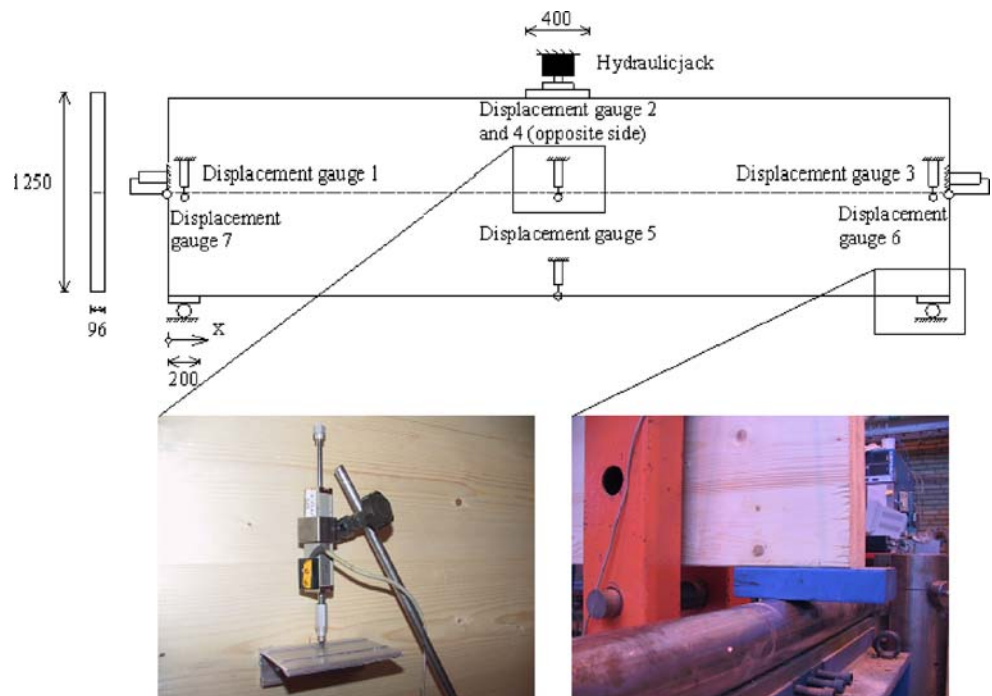 400
Hydraulicjack
Displacement gauge 2
and 4 (opposite side)
Displacement gauge 1
Displacement gauge 3
1250
Displacement
gauge 7
Displacement gauge 5
Displacement
gauge 6
96
X
200